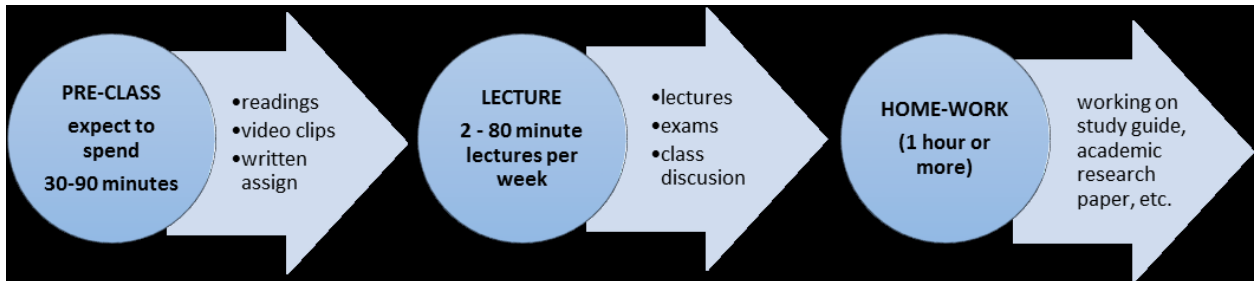 PRE-CLASS
expect to
spend
30-90 minutes
•readings
•video clips
•written
assign
LECTURE
2 - 80 minute
lectures per
week
•lectures
•exams
•class
discusion
HOME-WORK
(1 hour or
more)
working on
study guide,
academic
research
paper, etc.